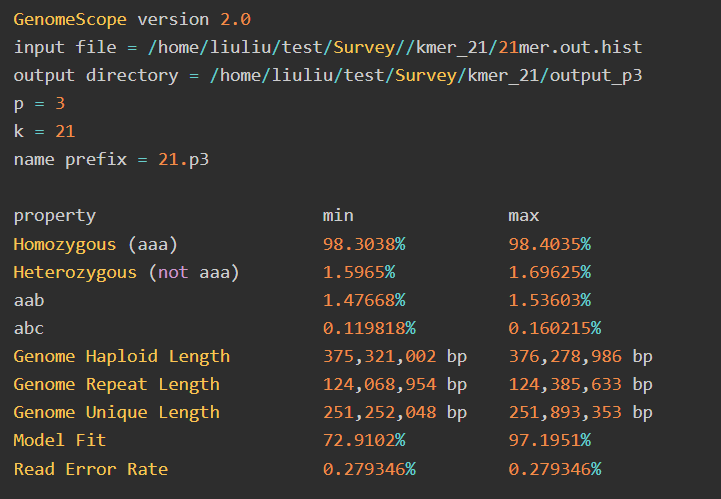 GenomeScope version 2.0
input file = /home/liuliu/test/Survey//kmer_21/21mer.out.hist
output directory = /home/liuliu/test/Survey/kmer_21/output_p3
p = 3
k = 21
name prefix = 21.p3
property min max
Homozygous (aaa) 98.3038% 98.4035%
Heterozygous (not aaa) 1.5965% 1.69625%
aab 1.47668% 1.53603%
abc 0.119818% 0.160215%
Genome Haploid Length 375,321,002 bp 376,278,986 bp
Genome Repeat Length 124,068,954 bp 124,385,633 bp
Genome Unique Length 251,252,048 bp 251,893,353 bp
Model Fit 72.9102% 97.1951%
Read Error Rate 0.279346% 0.279346%